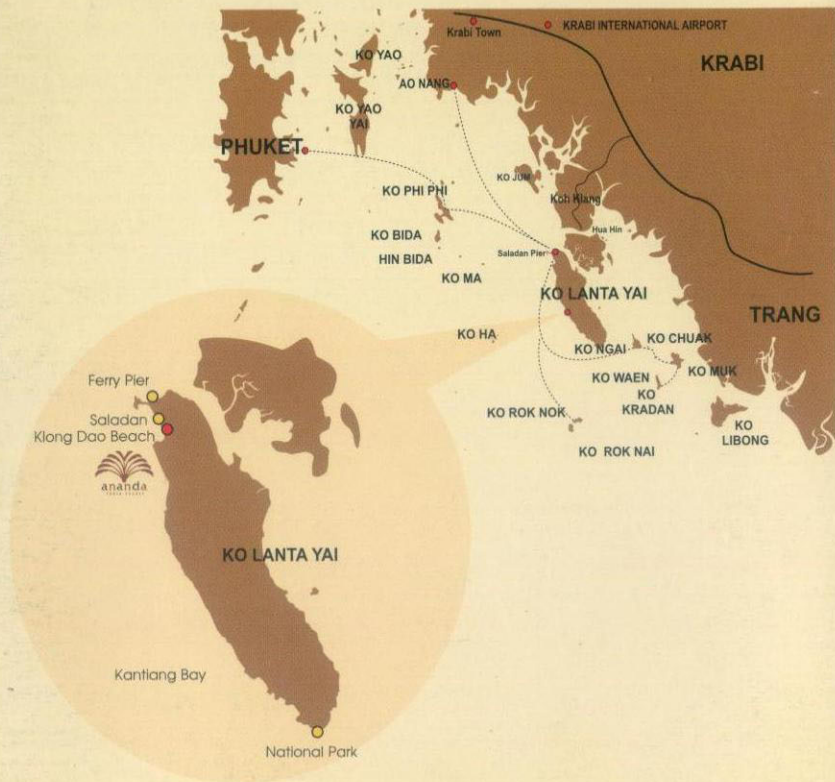 Krabi Town
KRABI INTERNATIONAL AIRPORT
KO YAO
KRABI
AO NANG
KO YAO
YAI
PHUKET
KO JUM
KO PHI PHI
Koh Klang
Hua Hin
KO BIDA
Saladan Pier
HIN BIDA
KO MA
KO LANTA YAI
TRANG
KO HA
KO CHUAK
KO NGAI
KO MUK
KO WAEN
KO
KRADAN
KO ROK NOK
KO
LIBONG
KO ROK NAI
Ferry Pier
Saladan
Klong Dao Beach
ananda
KO LANTA YAI
Kantiang Bay
National Park